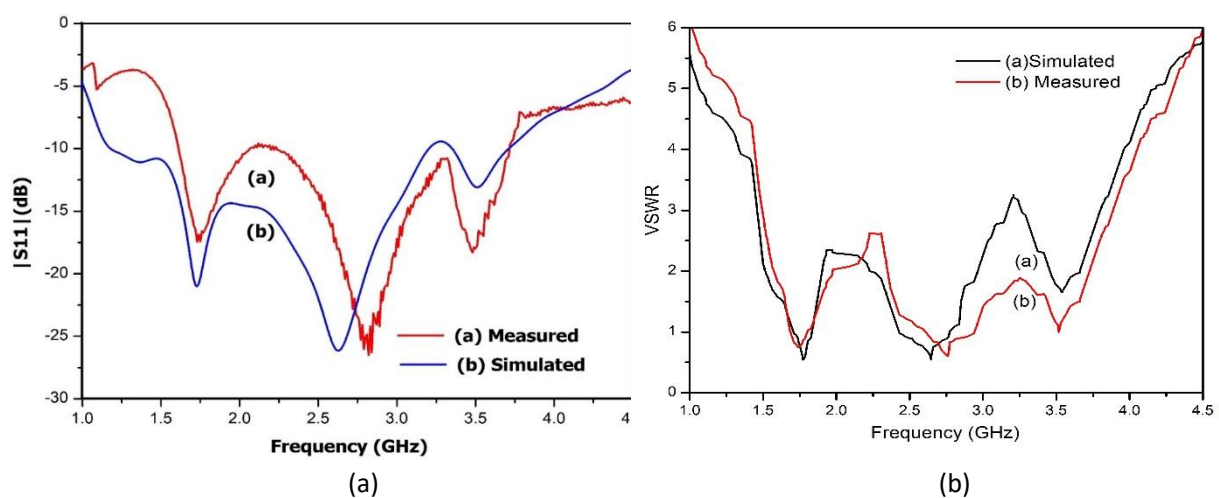 0
-5
-10
-15
-20
-25
-30
|S11| (dB)
(a)
(b)
(a) Measured
(b) Simulated
1.0 1.5 2.0 2.5 3.0 3.5 4.0 4
Frequency (GHz)
(a)
6
5
4
3
2
1
0
VSWR
(a)Simulated
(b) Measured
(a)
(b)
1.0 1.5 2.0 2.5 3.0 3.5 4.0 4.5
Frequency (GHz)
(b)